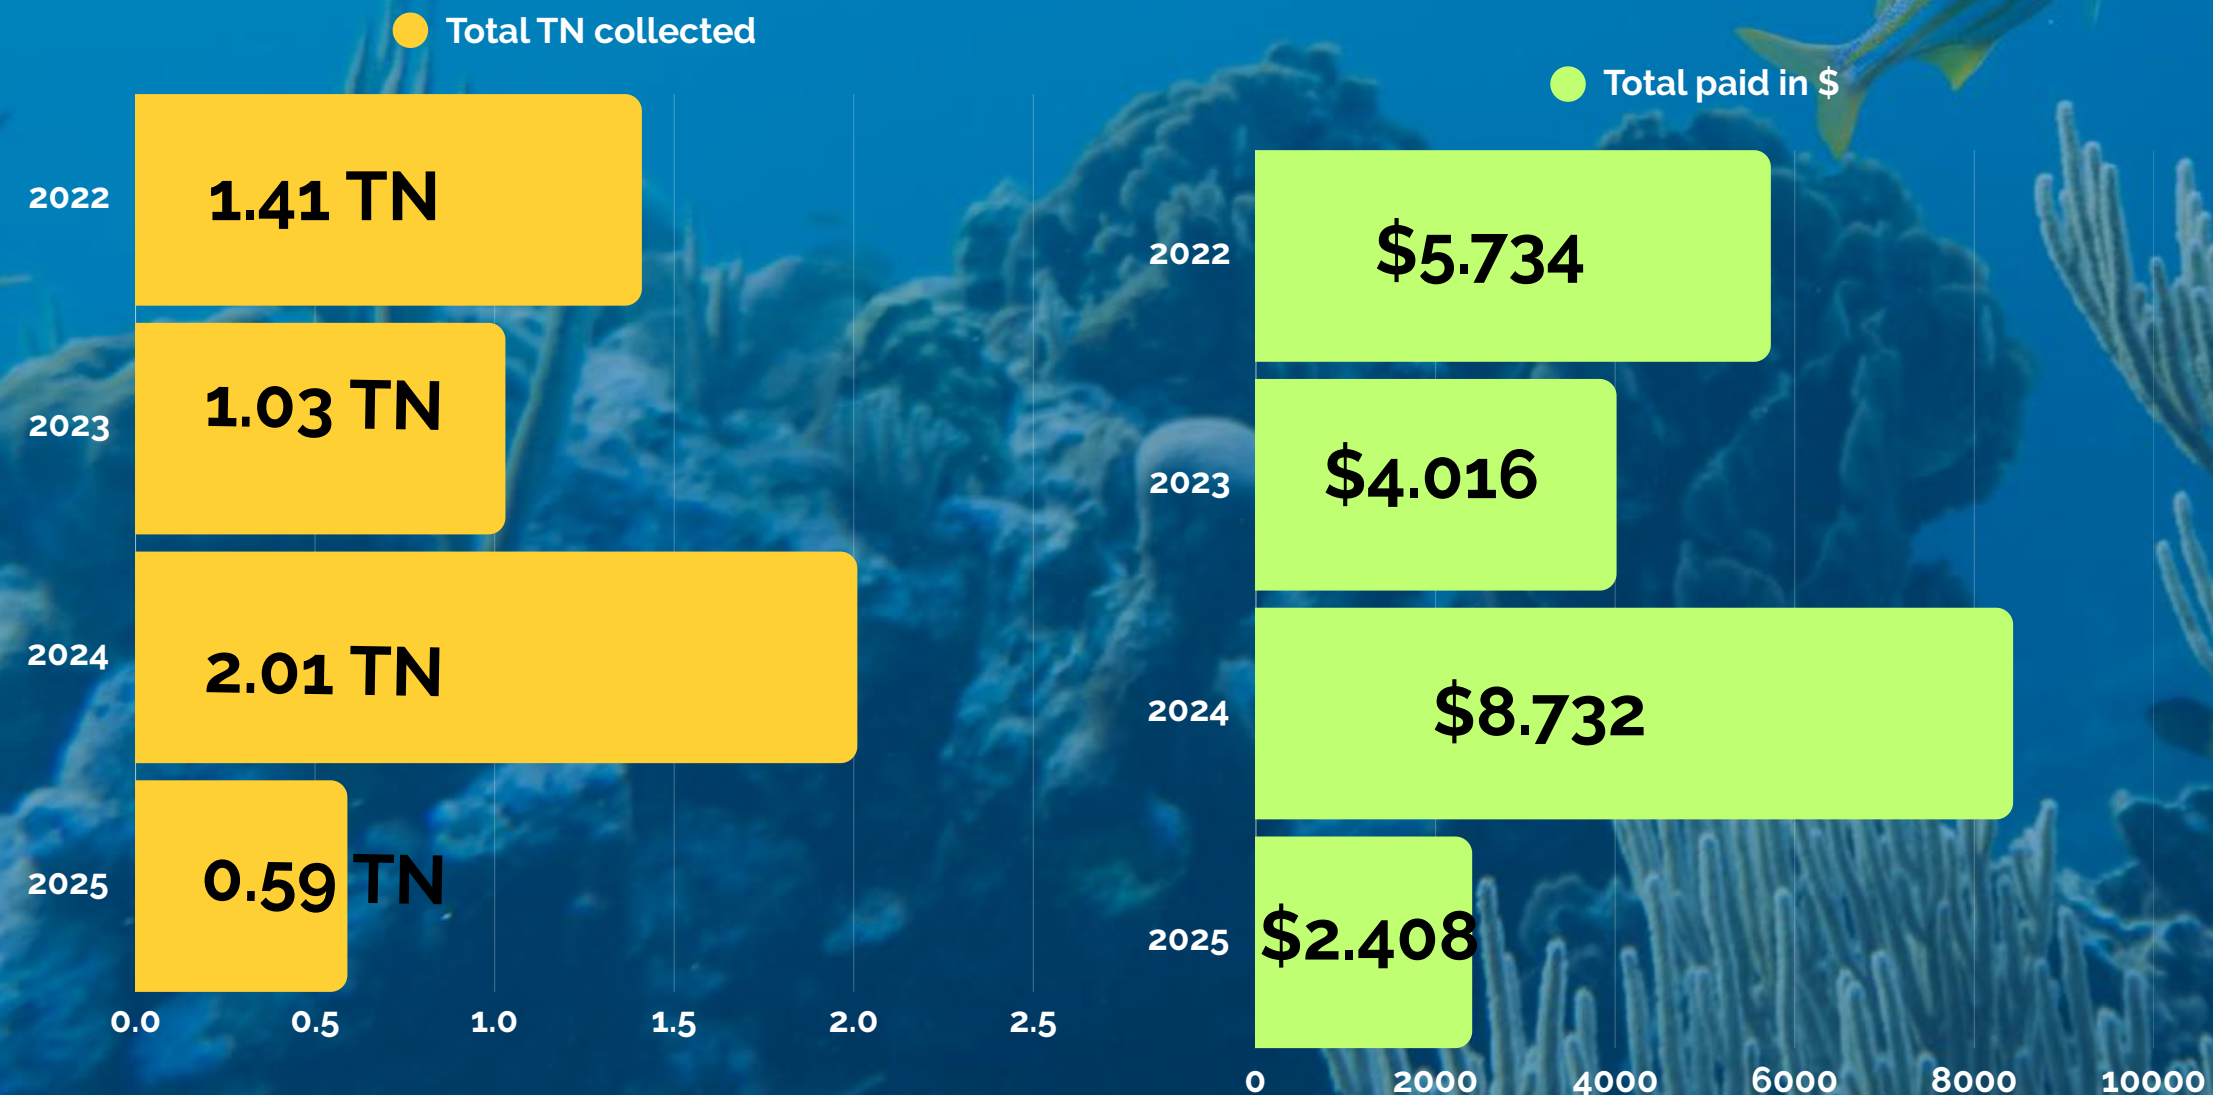 Total TN collected
2022
1.41 TN
2023
1.03 TN
2024
2.01 TN
2025
0.59 TN
0.0 0.5 1.0 1.5 2.0 2.5
Total paid in $
2022
$5.734
2023
$4.016
2024
$8.732
2025
$2.408
0 2000 4000 6000 8000 10000